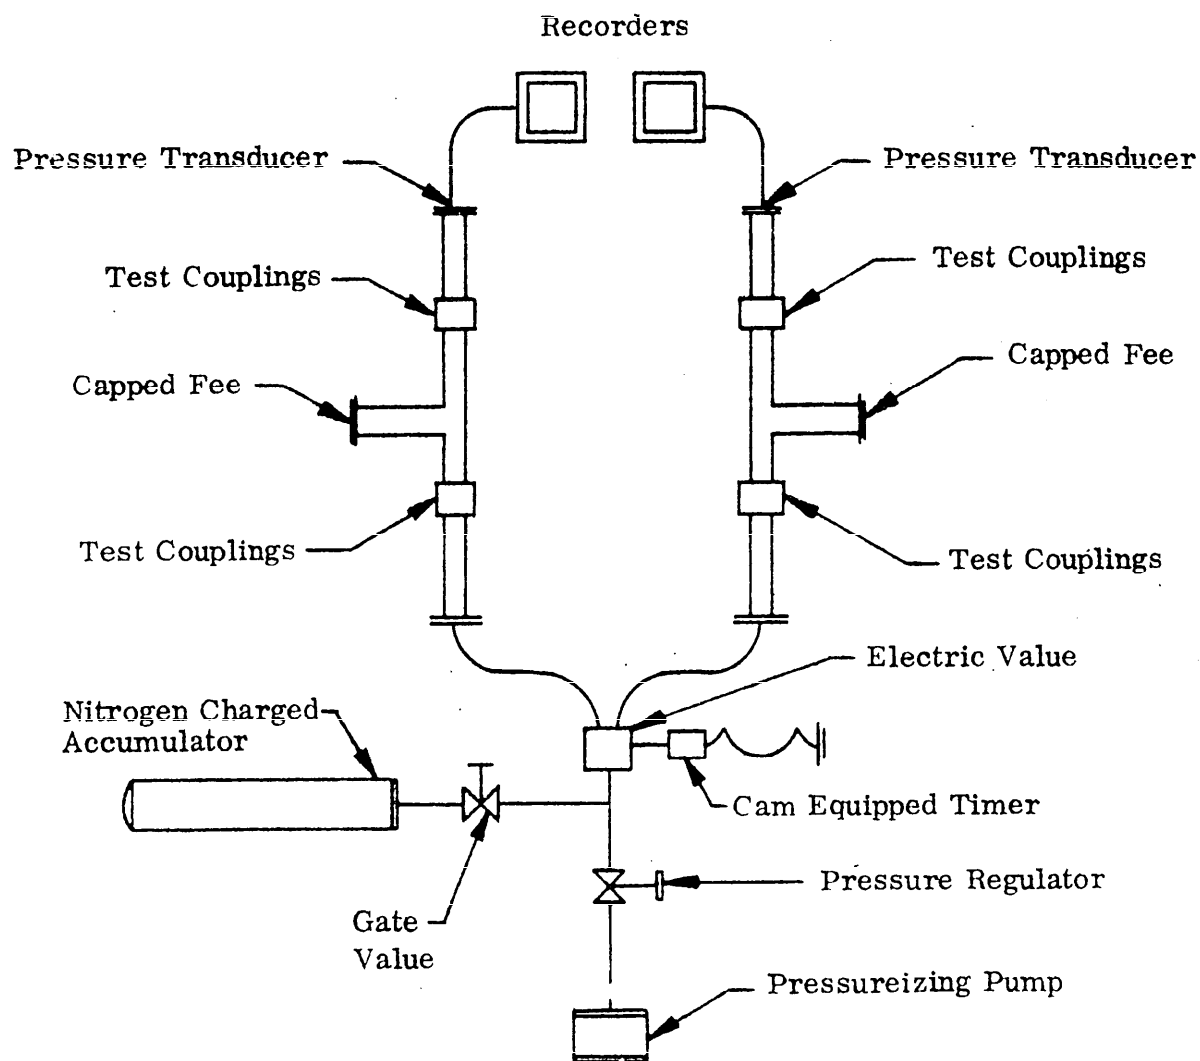 Recorders
Pressure Transducer
Pressure Transducer
Test Couplings
Test Couplings
Capped Fee
Capped Fee
Test Couplings
Test Couplings
Electric Value
Nitrogen Charged
Accumulator
Cam Equipped Timer
Pressure Regulator
Gate
Value
Pressureizing Pump